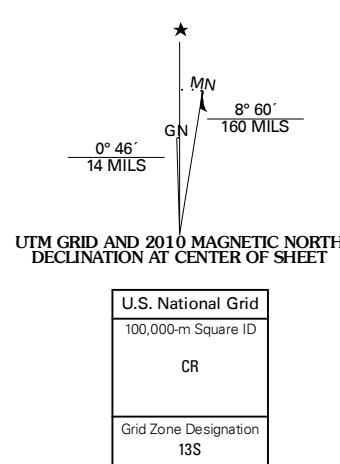 MN
8° 60´
160 MILS
GN
0° 46´
14 MILS
UTM GRID AND 2010 MAGNETIC NORTH
DECLINATION AT CENTER OF SHEET
U.S. National Grid
100,000-m Square ID
CR
Grid Zone Designation
13S